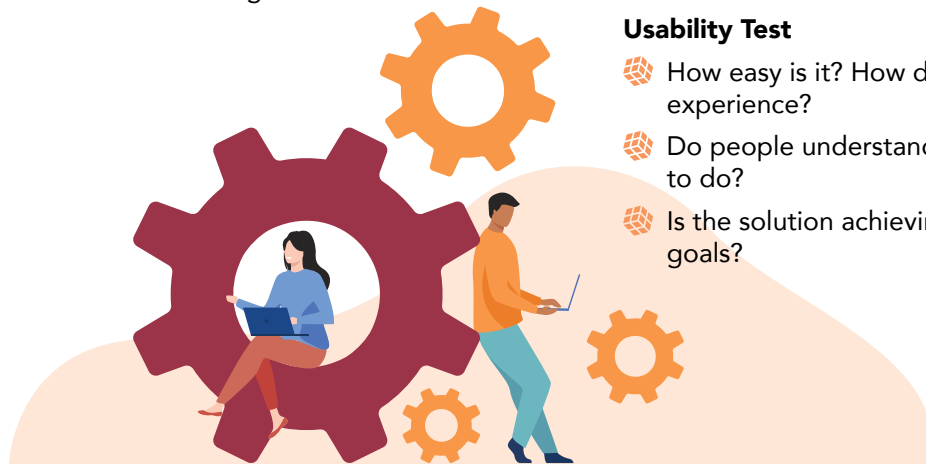 Usability Test
How easy is it? How d
experience?
Do people understand
to do?
Is the solution achievin
goals?